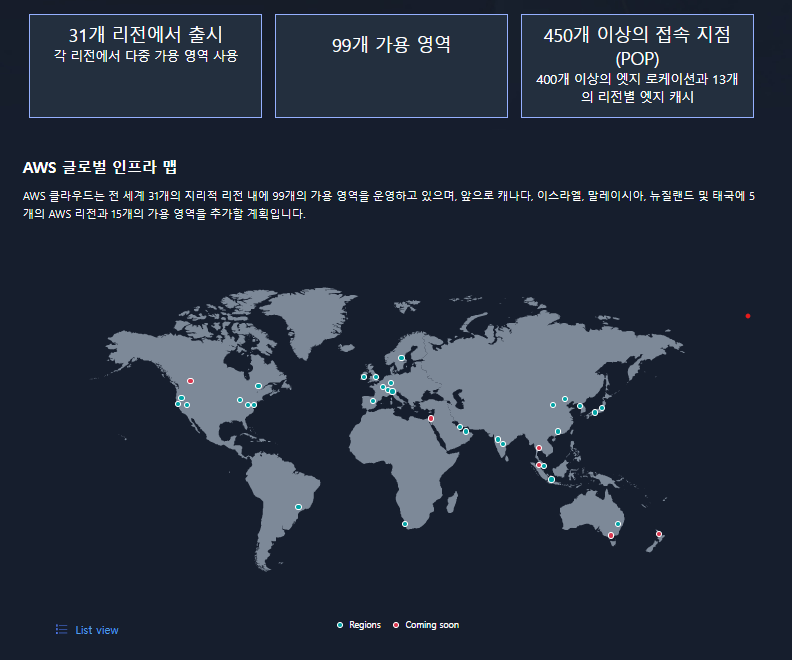 31개 리전에서 출시
각 리전에서 다중 가용 영역 사용
99개 가용 영역
450개 이상의 접속 지점
(POP)
400개 이상의 엣지 로케이션과 13개
의 리전별 엣지 캐시
AWS 글로벌 인프라 맵
AWS 클라우드는 전 세계 31개의 지리적 리전 내에 99개의 가용 영역을 운영하고 있으며, 앞으로 캐나다, 이스라엘, 말레이시아, 뉴질랜드 및 태국에 5
개의 AWS 리전과 15개의 가용 영역을 추가할 계획입니다.
List view
Regions
Coming soon